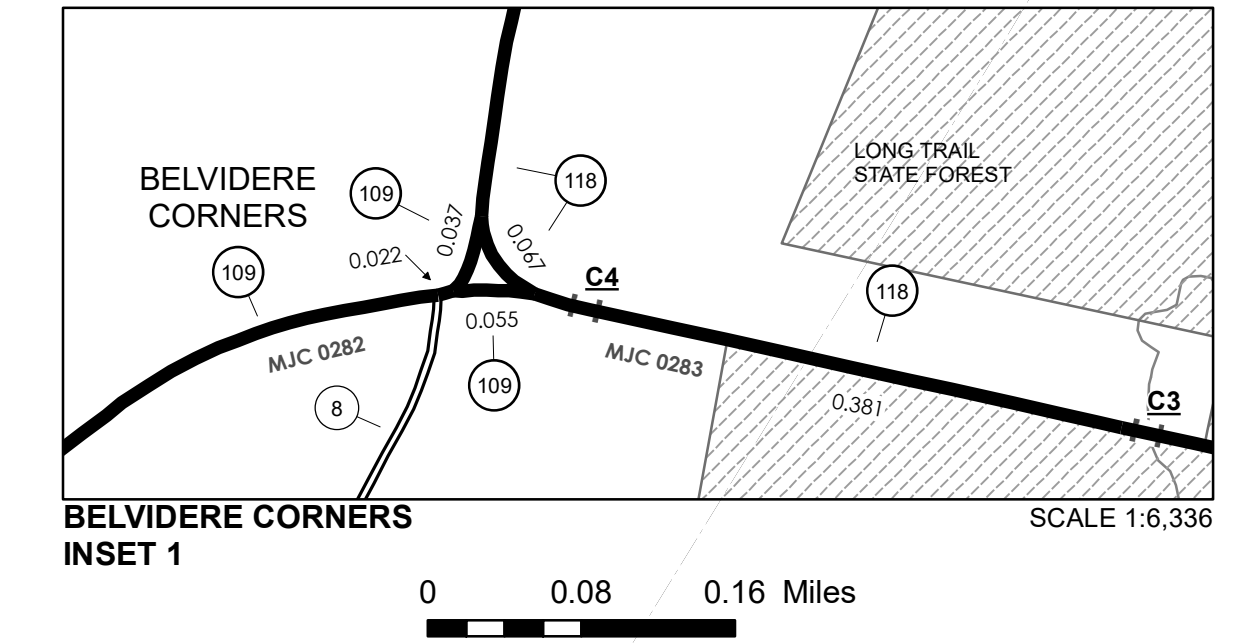 LONG TRAIL
STATE FOREST
BELVIDERE
CORNERS
109
118
0.037
0.067
0.022
109
C4
118
0.055
MJC 0282
MJC 0283
109
8
0.381
C3
BELVIDERE CORNERS
INSET 1
SCALE 1:6,336
0 0.08 0.16 Miles